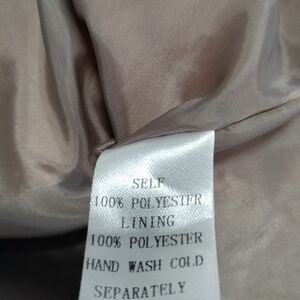 SELF
100% POLYESTER
LINING
100% POLYESTER
HAND WASH COLD
SEPARATELY